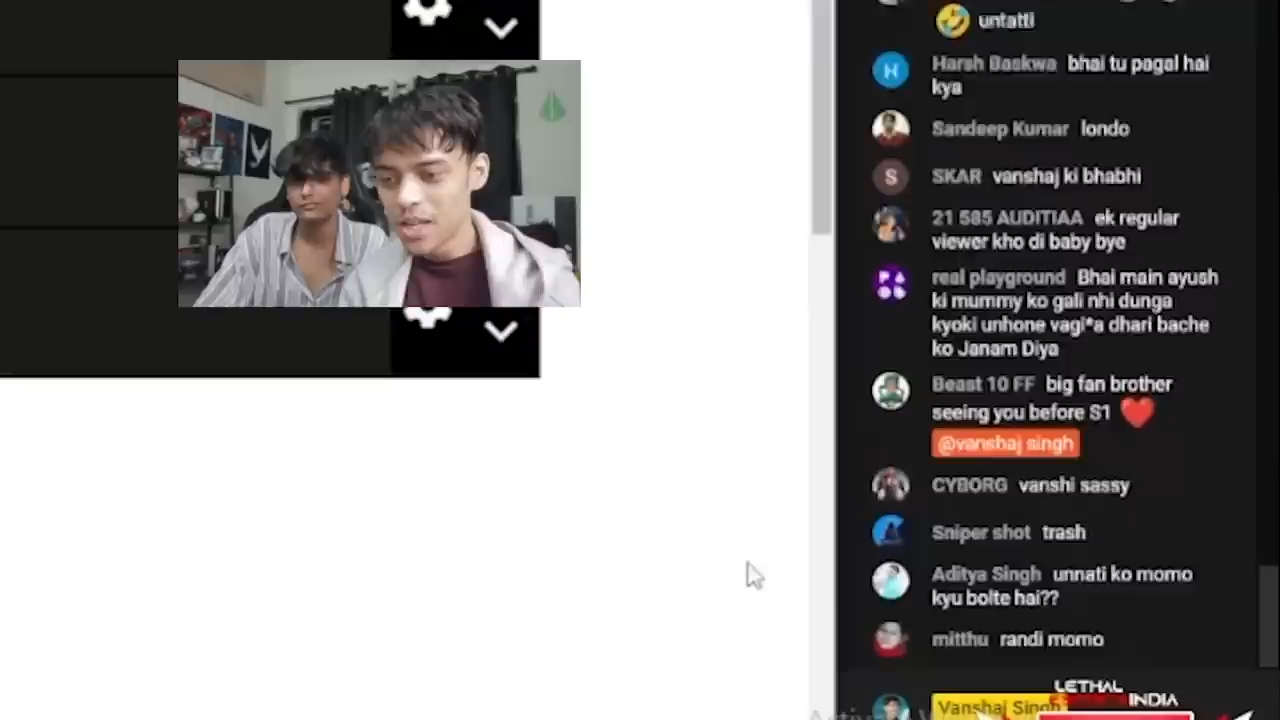 untatti
H Harsh Baskwa bhai tu pagal hai
kya
Sandeep Kumar londo
S SKAR vanshaj ki bhabhi
21 585 AUDITIAA ek regular
viewer kho di baby bye
real playground Bhai main ayush
ki mummy ko gali nhi dunga
kyoki unhone vagi*a dhari bache
ko Janam Diya
Beast 10 FF big fan brother
seeing you before S1
@vanshaj singh
CYBORG vanshi sassy
Sniper shot trash
Aditya Singh unnati ko momo
kyu bolte hai??
mitthu randi momo
LETHAL
INDIA
Vanshaj Singh